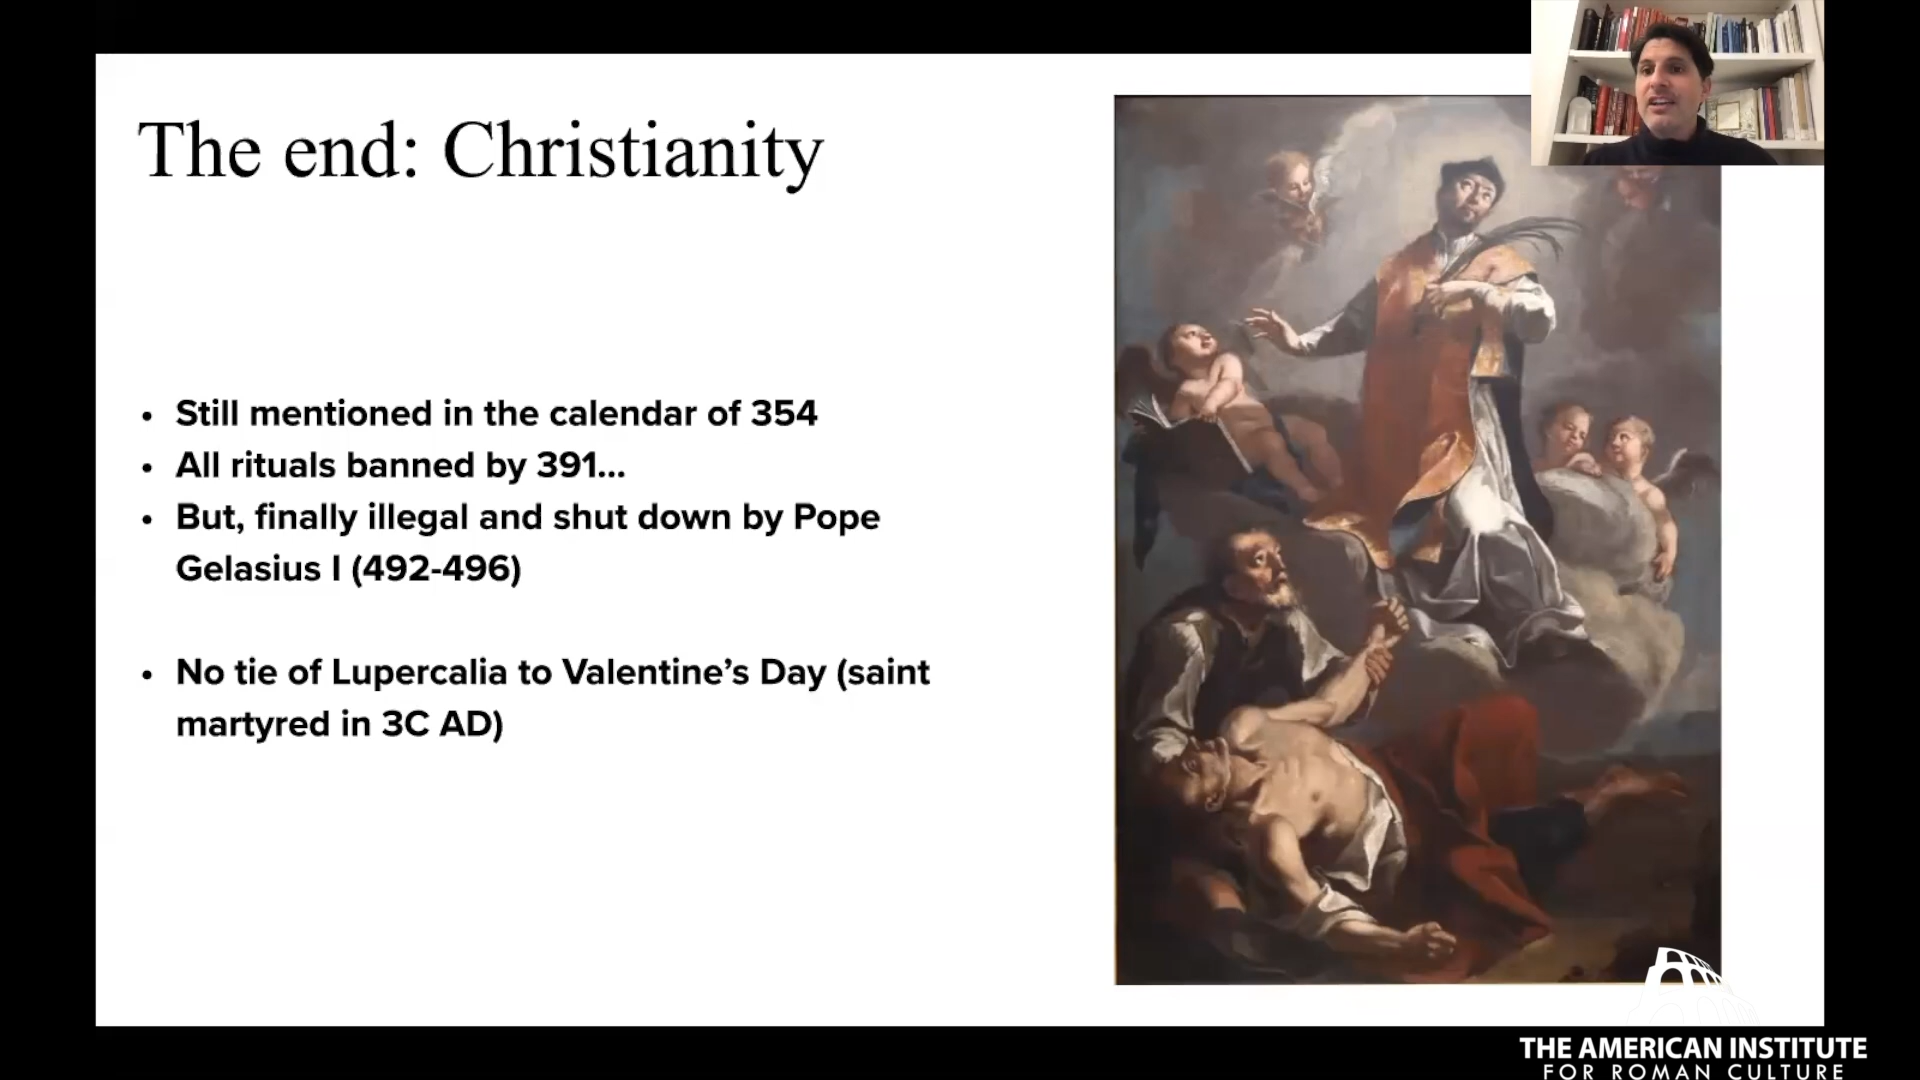 The end: Christianity
• Still mentioned in the calendar of 354
• All rituals banned by 391...
• But, finally illegal and shut down by Pope
Gelasius I (492-496)
• No tie of Lupercalia to Valentine’s Day (saint
martyred in 3C AD)
THE AMERICAN INSTITUTE
FOR ROMAN CULTURE